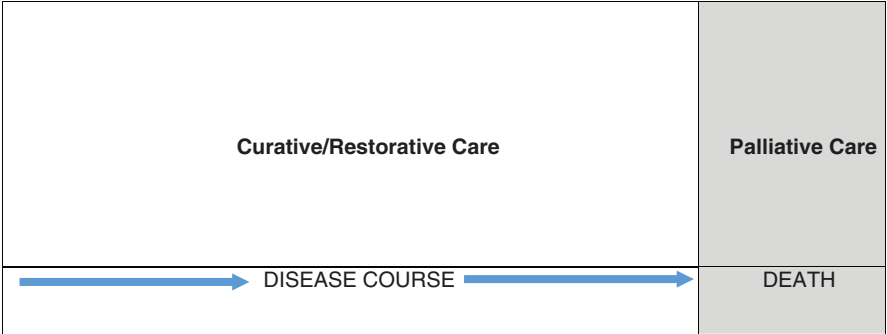 Curative/Restorative Care
Palliative Care
DISEASE COURSE
DEATH